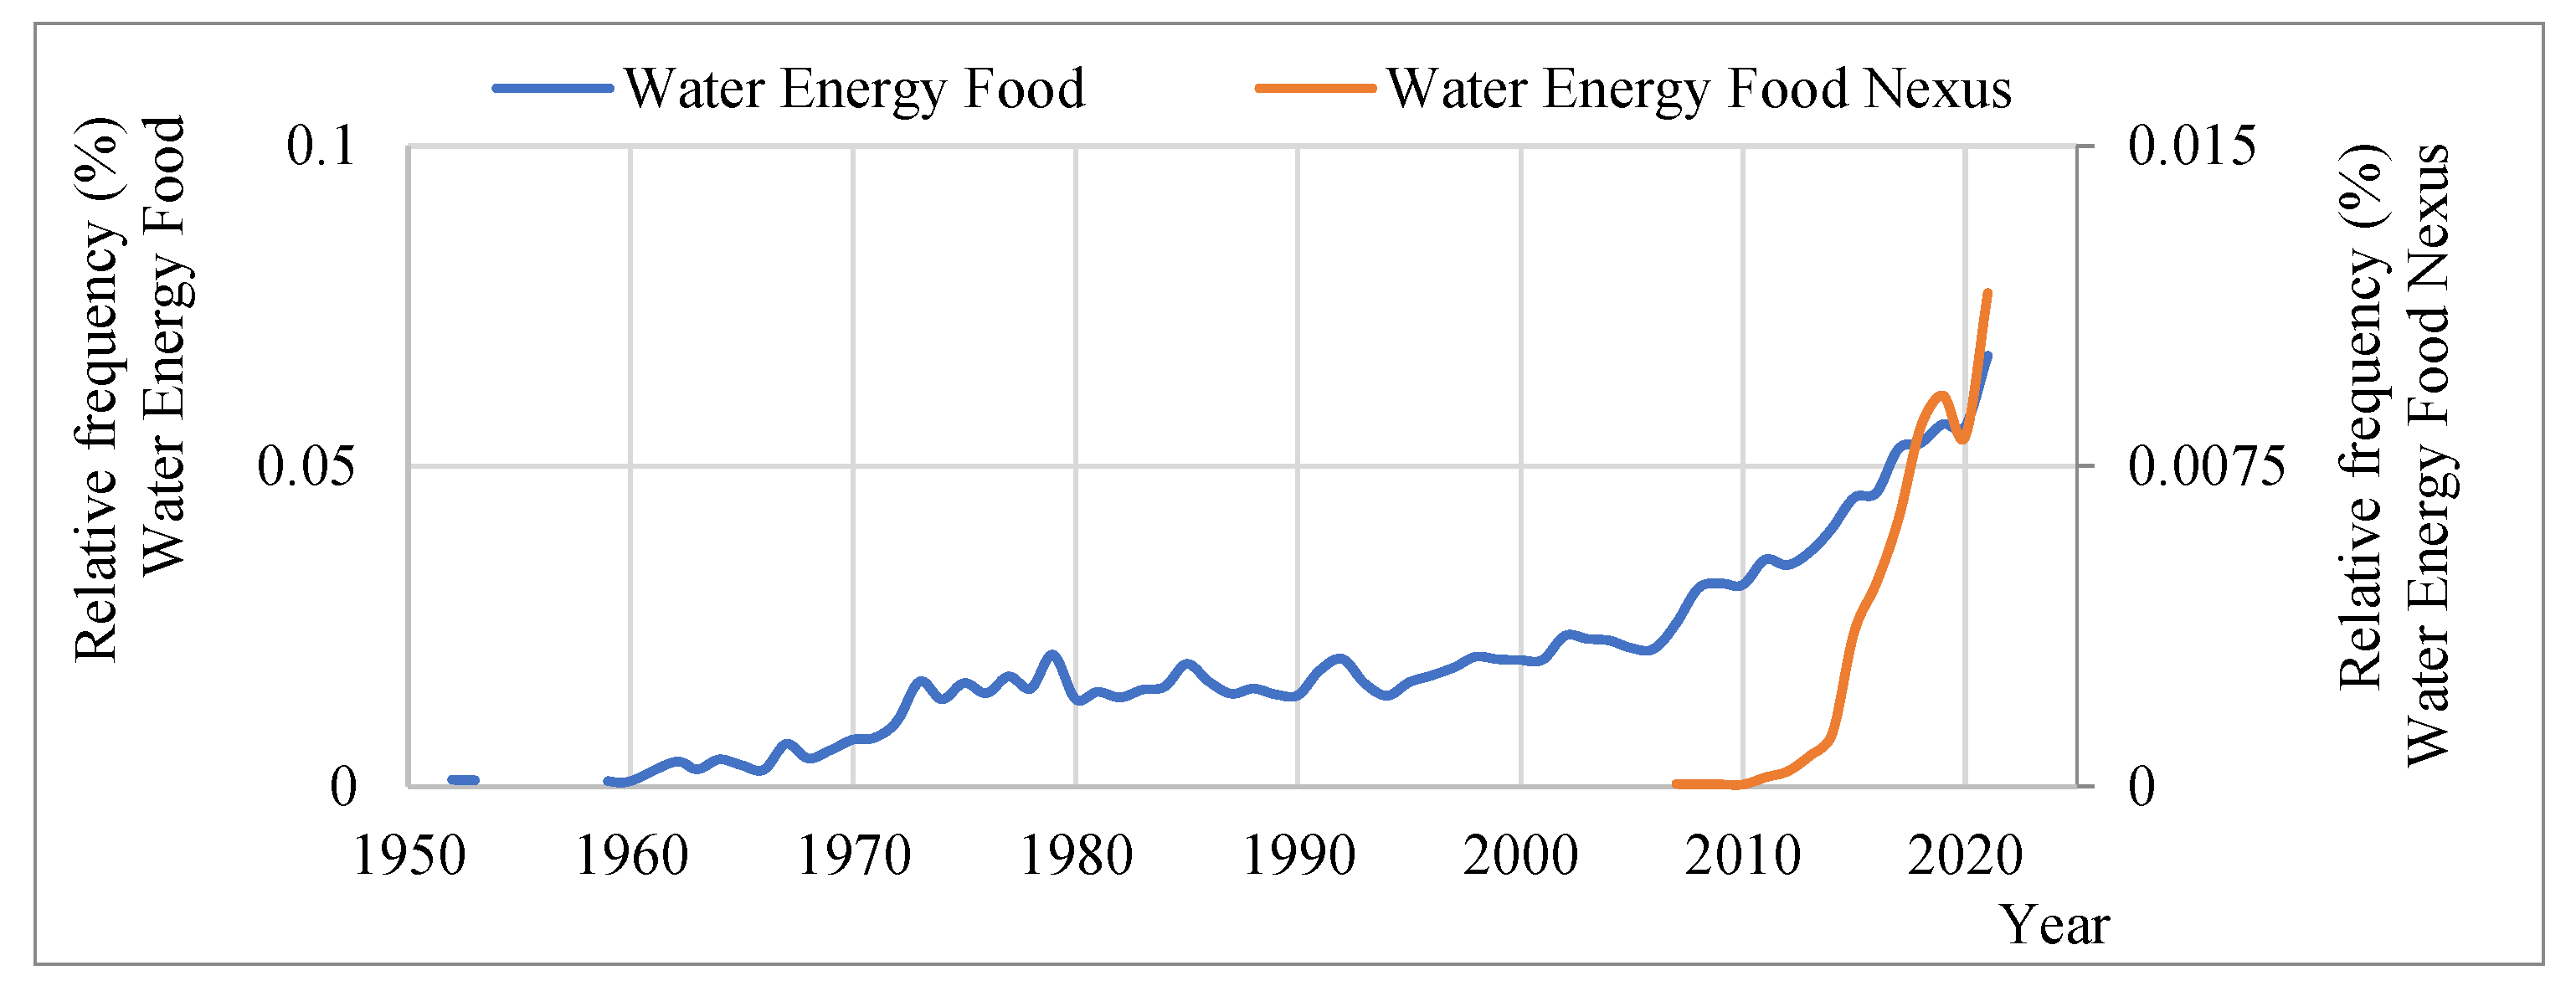 Water Energy Food
Water Energy Food Nexus
Relative frequency (%)
Water Energy Food
0.1
0.05
0
0.015
0.0075
0
Relative frequency (%)
Water Energy Food Nexus
1950 1960 1970 1980 1990 2000 2010 2020
Year